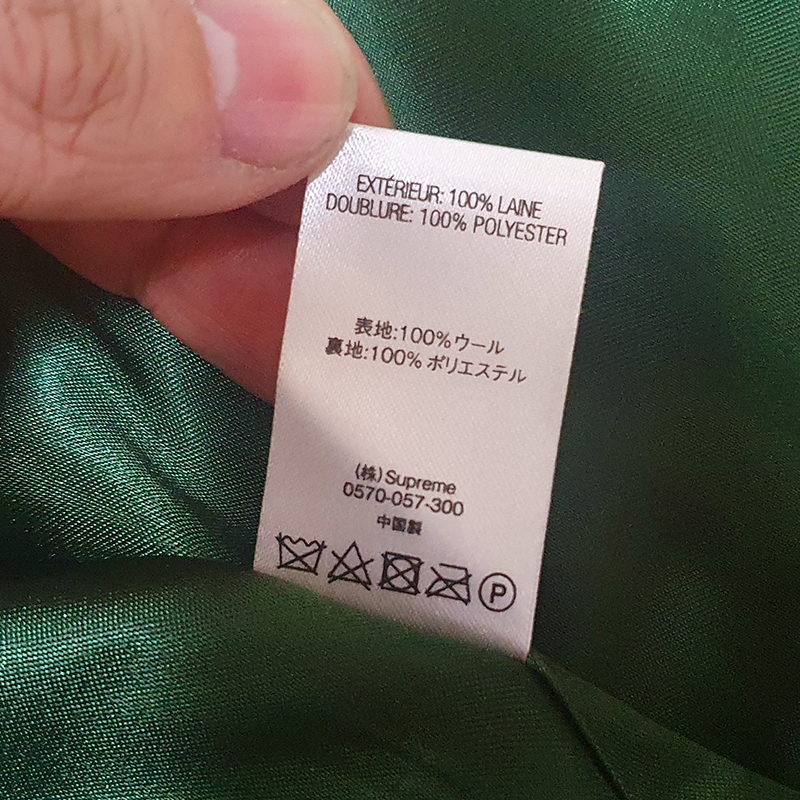 EXTÉRIEUR: 100% LAINE
DOUBLURE: 100% POLYESTER
表地:100%ウール
裏地:100%ポリエステル
(株)Supreme
0570-057-300
中国製
P